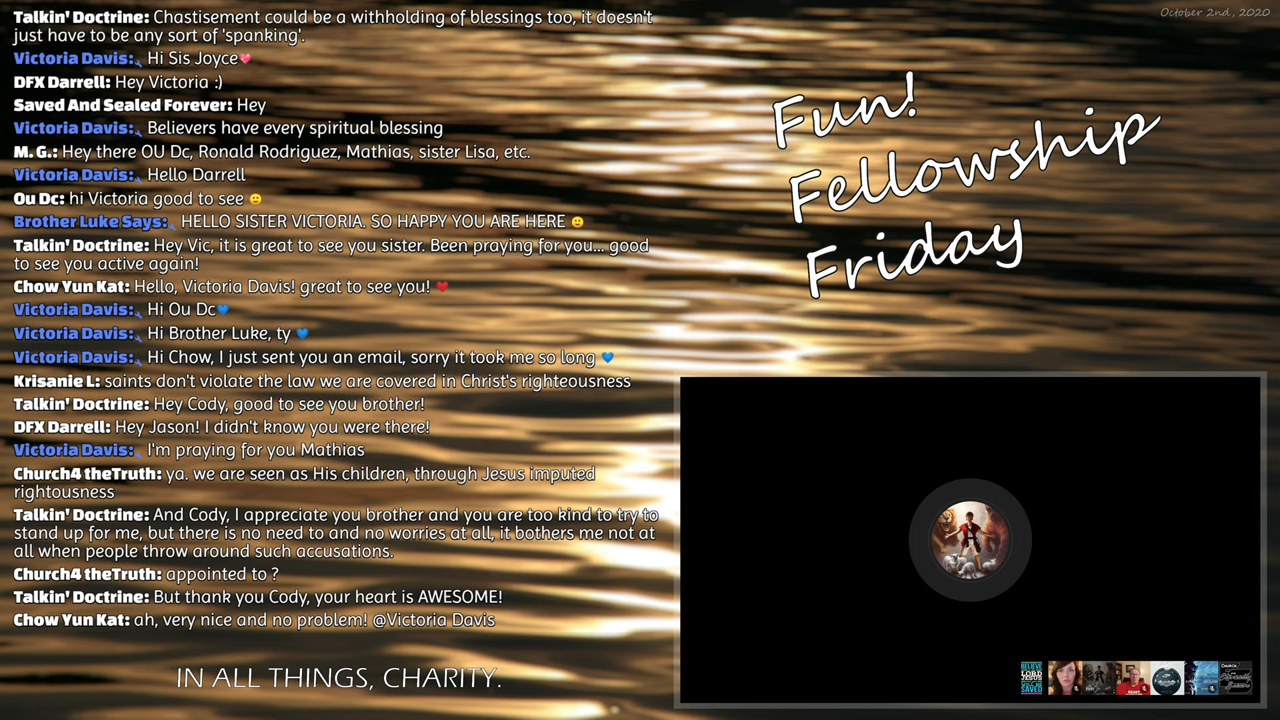 Talkin' Doctrine: Chastisement could be a withholding of blessings too, it doesn't
just have to be any sort of 'spanking'.
Victoria Davis: Hi Sis Joyce💖
DFX Darrell: Hey Victoria :)
Saved And Sealed Forever: Hey
Victoria Davis: Believers have every spiritual blessing
M. G.: Hey there OU Dc, Ronald Rodriguez, Mathias, sister Lisa, etc.
Victoria Davis: Hello Darrell
Ou Dc: hi Victoria good to see 🙂
Brother Luke Says: HELLO SISTER VICTORIA. SO HAPPY YOU ARE HERE 🙂
Talkin' Doctrine: Hey Vic, it is great to see you sister. Been praying for you... good
to see you active again!
Chow Yun Kat: Hello, Victoria Davis! great to see you! ❤
Victoria Davis: Hi Ou Dc💙
Victoria Davis: Hi Brother Luke, ty 💙
Victoria Davis: Hi Chow, I just sent you an email, sorry it took me so long 💙
Krisanie L: saints don't violate the law we are covered in Christ's righteousness
Talkin' Doctrine: Hey Cody, good to see you brother!
DFX Darrell: Hey Jason! I didn't know you were there!
Victoria Davis: I'm praying for you Mathias
Church4 theTruth: ya. we are seen as His children, through Jesus imputed
rightousness
Talkin' Doctrine: And Cody, I appreciate you brother and you are too kind to try to
stand up for me, but there is no need to and no worries at all, it bothers me not at
all when people throw around such accusations.
Church4 theTruth: appointed to ?
Talkin' Doctrine: But thank you Cody, your heart is AWESOME!
Chow Yun Kat: ah, very nice and no problem! @Victoria Davis
IN ALL THINGS, CHARITY.
October 2nd, 2020
Fun!
Fellowship
Friday
BELIEVE
LORD
JESUS
SAVED